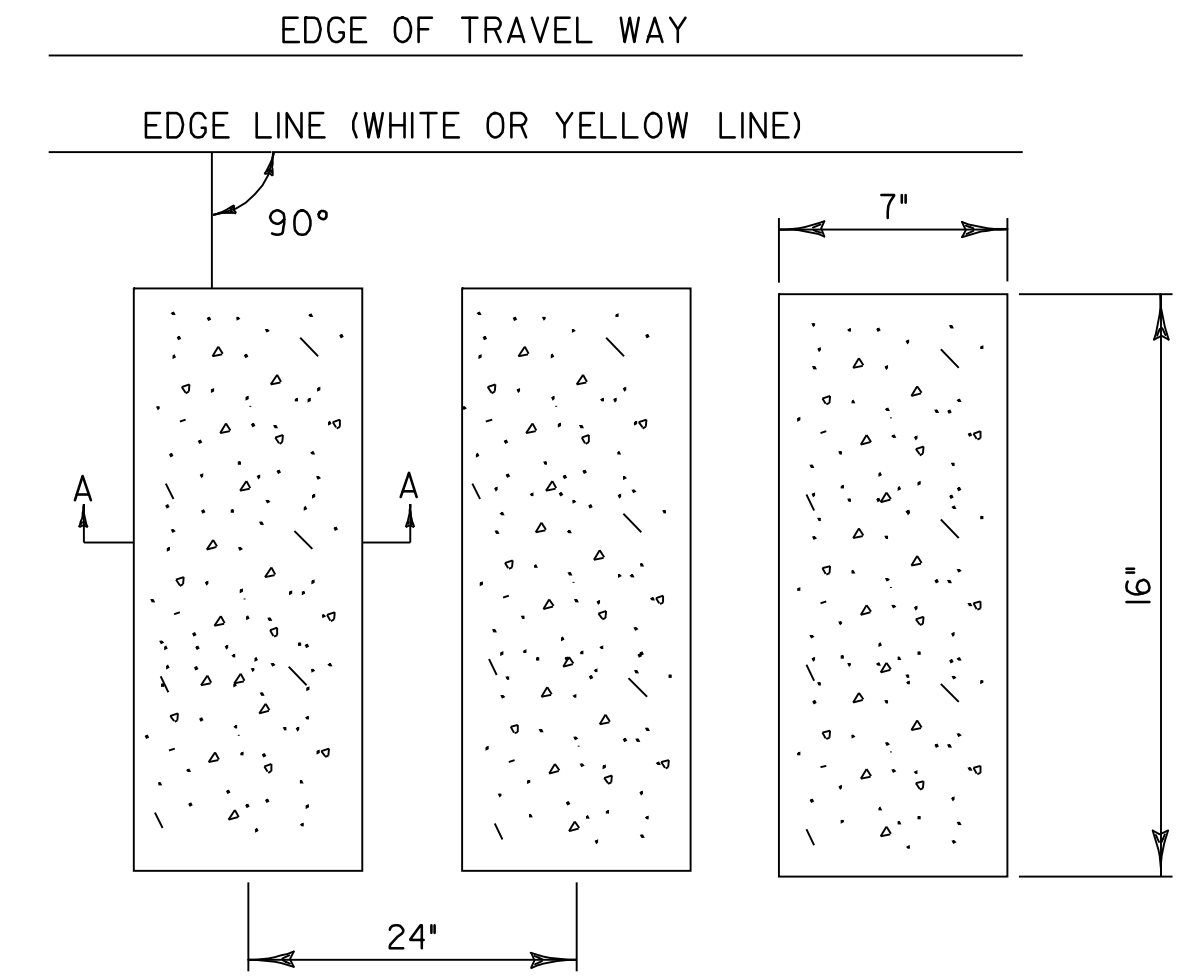 EDGE OF TRAVEL WAY
EDGE LINE (WHITE OR YELLOW LINE)
90°
7"
A
A
16"
24"